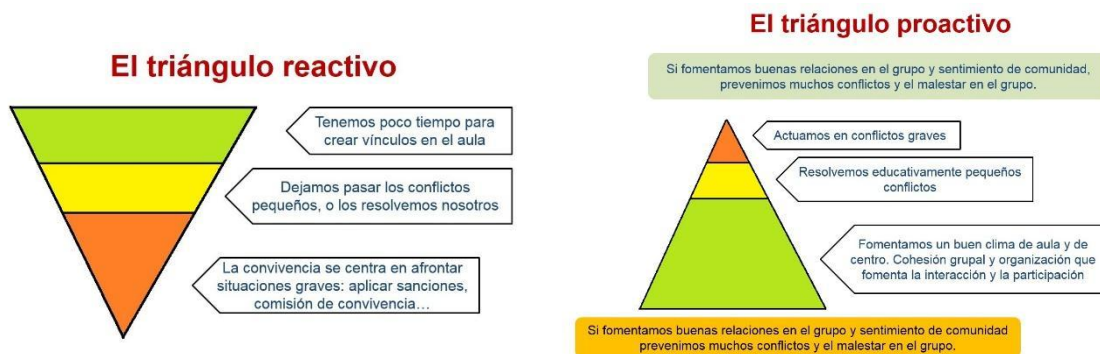 El triángulo reactivo
Tenemos poco tiempo para
crear vínculos en el aula
Dejamos pasar los conflictos
pequeños, o los resolvemos nosotros
La convivencia se centra en afrontar
situaciones graves: aplicar sanciones,
comisión de convivencia…
El triángulo proactivo
Si fomentamos buenas relaciones en el grupo y sentimiento de comunidad,
prevenimos muchos conflictos y el malestar en el grupo.
Actuamos en conflictos graves
Resolvemos educativamente pequeños
conflictos
Fomentamos un buen clima de aula y de
centro. Cohesión grupal y organización que
fomenta la interacción y la participación
Si fomentamos buenas relaciones en el grupo y sentimiento de comunidad
prevenimos muchos conflictos y el malestar en el grupo.